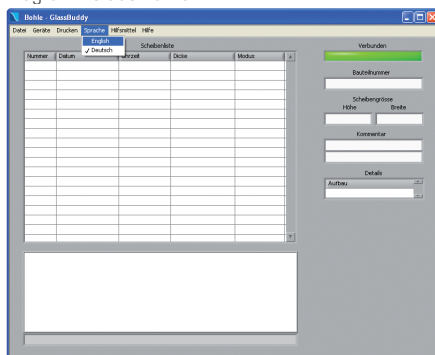 Bohle - GlassBuddy
Datei Geräte Drucken Sprache Hilfsmittel Hilfe
English
✓ Deutsch
Scheibenliste
Nummer Datum Uhrzeit Dicke Modus
Verbunden
Bauteilnummer
Scheibengrösse
Höhe Breite
Kommentar
Details
Aufbau